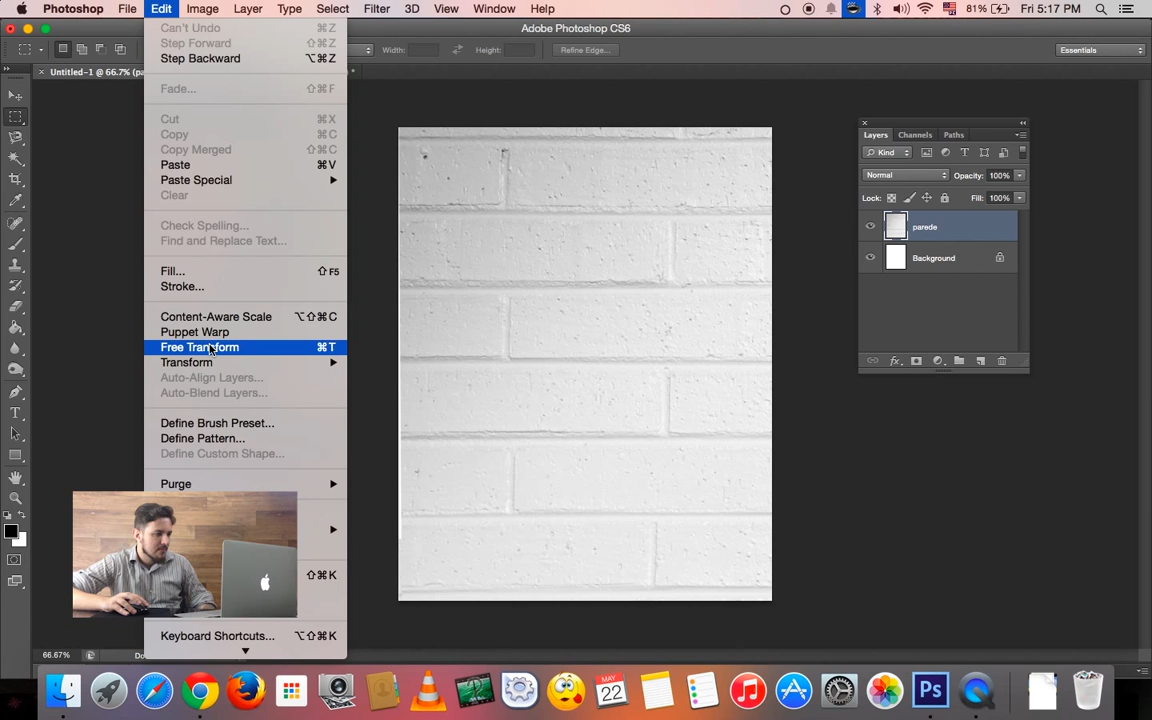 Photoshop File Edit Image Layer Type Select Filter 3D View Window Help 81% Fri 5:17 PM
Adobe Photoshop CS6
Width: Height: Refine Edge... Essentials
Untitled-1 @ 66.7% (pa
Can't Undo ⌘Z
Step Forward ⇧⌘Z
Step Backward ⌥⌘Z
Fade... ⇧⌘F
Cut ⌘X
Copy ⌘C
Copy Merged ⇧⌘C
Paste ⌘V
Paste Special
Clear
Check Spelling...
Find and Replace Text...
Fill... ⇧F5
Stroke...
Content-Aware Scale ⌥⇧⌘C
Puppet Warp
Free Transform ⌘T
Transform
Auto-Align Layers...
Auto-Blend Layers...
Define Brush Preset...
Define Pattern...
Define Custom Shape...
Purge
⇧⌘K
Keyboard Shortcuts... ⌥⇧⌘K
Layers Channels Paths
Kind
Normal Opacity: 100%
Lock: Fill: 100%
parede
Background
fx
66.67%
MAY
22
Ps